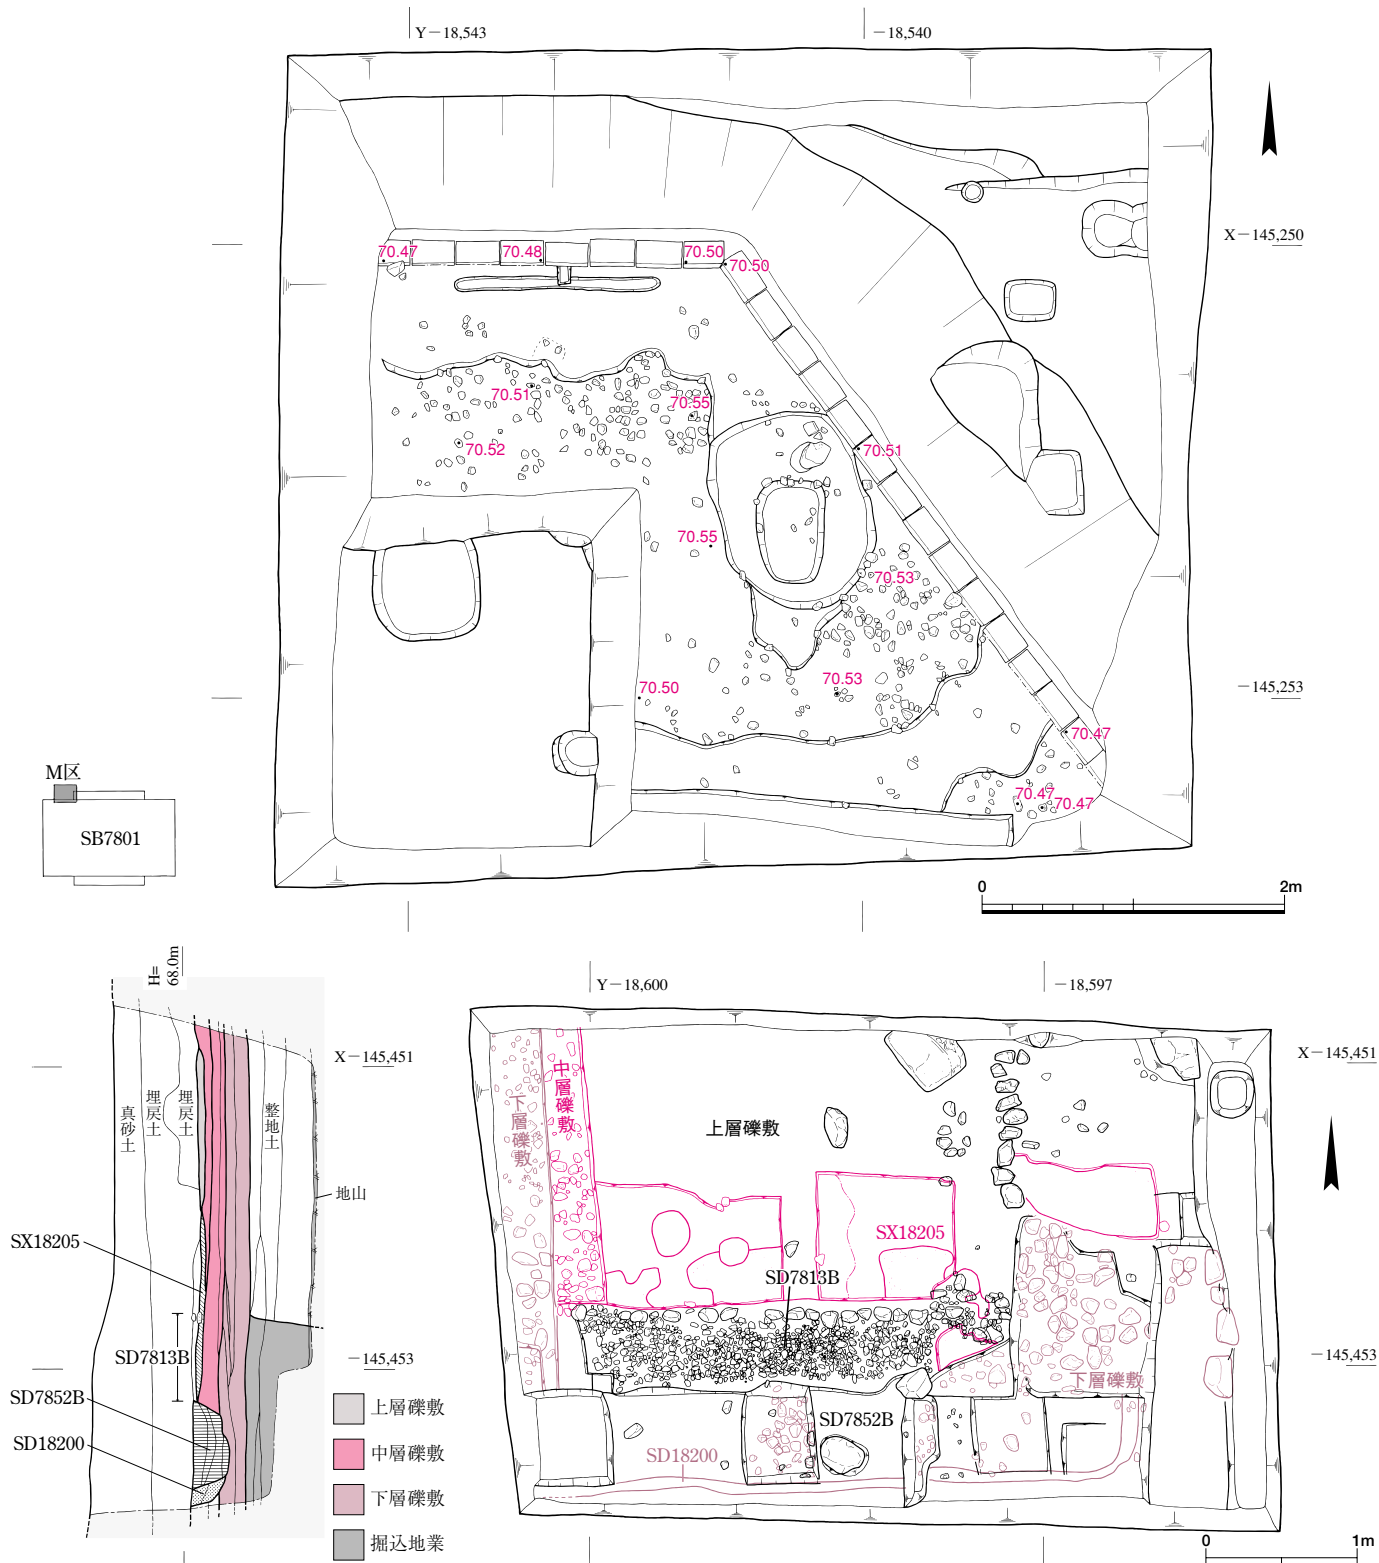 Y－18,543
－18,540
X－145,250
70.47
70.48
70.50
70.50
70.51
70.55
70.52
70.51
70.55
70.53
70.50
70.53
－145,253
70.47
70.47
70.47
M区
SB7801
0 2m
H=
68.0m
Y－18,600
－18,597
X－145,451
X－145,451
真砂土
埋戻土
埋戻土
整地土
地山
SX18205
SD7813B
SD7852B
SD18200
－145,453
上層礫敷
中層礫敷
下層礫敷
掘込地業
下層礫敷
中層礫敷
上層礫敷
SX18205
SD7813B
－145,453
下層礫敷
SD7852B
SD18200
0 1m